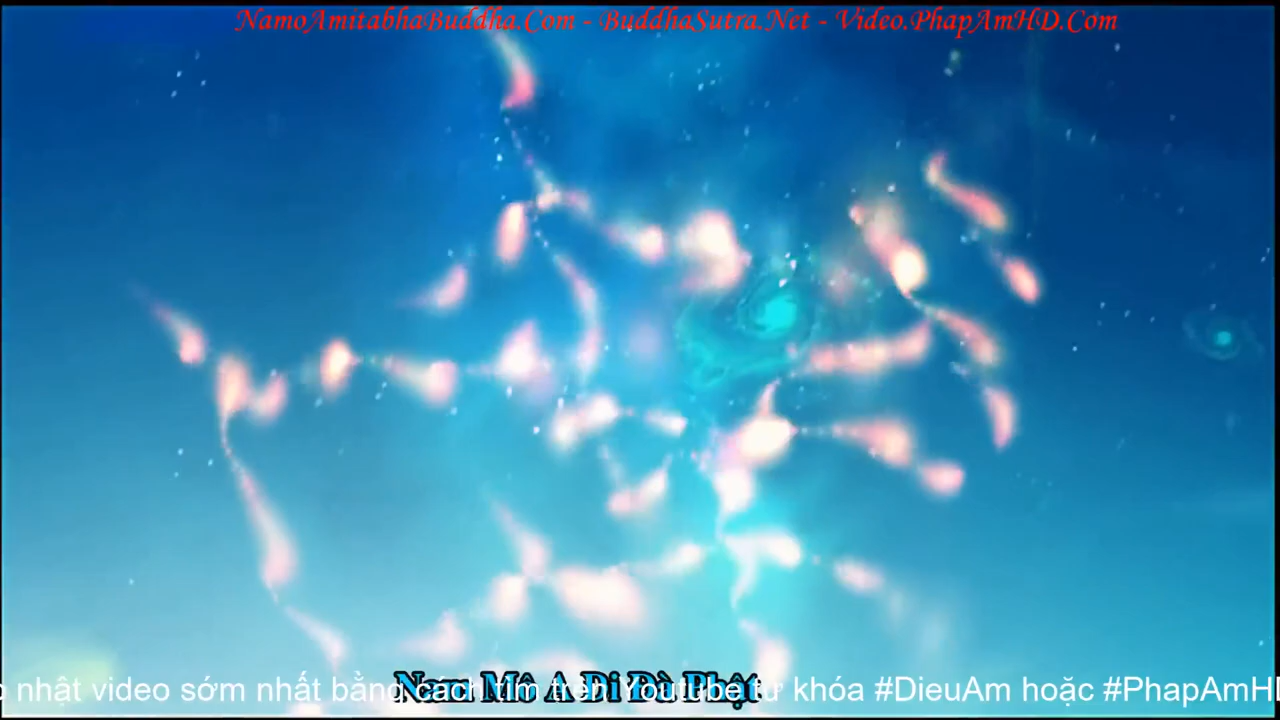 NamoAmitabhaBuddha.Com - BuddhaSutra.Net - Video.PhapAmHD.Com
Nam Mô A Di Đà Phật
nhật video sớm nhất bằng cách tìm trên Youtube từ khóa #DieuAm hoặc #PhapAmHD